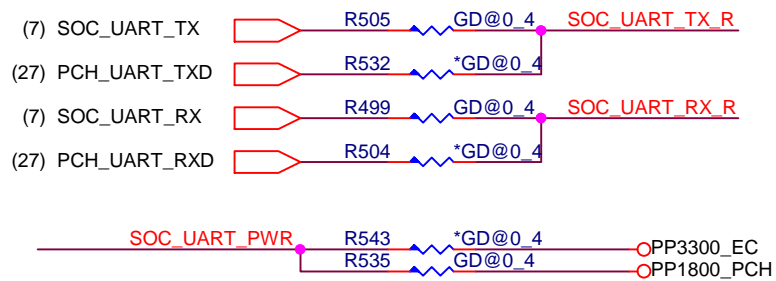 (7) SOC_UART_TX R505 GD@0_4 SOC_UART_TX_R
(27) PCH_UART_TXD R532 *GD@0_4
(7) SOC_UART_RX R499 GD@0_4 SOC_UART_RX_R
(27) PCH_UART_RXD R504 *GD@0_4
SOC_UART_PWR R543 *GD@0_4 PP3300_EC
R535 GD@0_4 PP1800_PCH